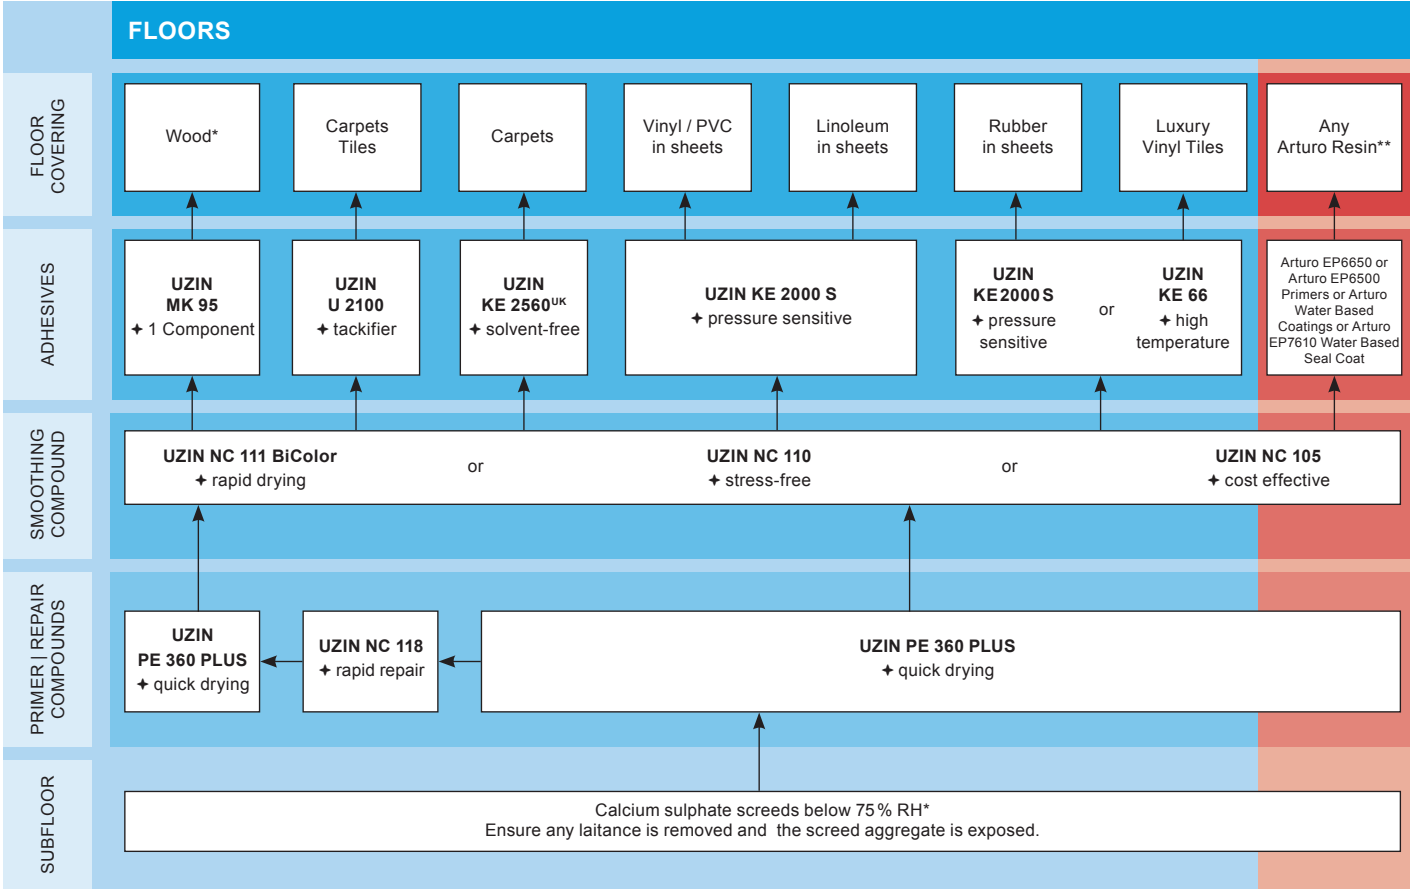 FLOORS
FLOOR
COVERING
Wood*
Carpets
Tiles
Carpets
Vinyl / PVC
in sheets
Linoleum
in sheets
Rubber
in sheets
Luxury
Vinyl Tiles
Any
Arturo Resin**
ADHESIVES
UZIN
MK 95
✦ 1 Component
UZIN
U 2100
✦ tackifier
UZIN
KE 2560UK
✦ solvent-free
UZIN KE 2000 S
✦ pressure sensitive
UZIN
KE 2000 S
✦ pressure
sensitive
or
UZIN
KE 66
✦ high
temperature
Arturo EP6650 or
Arturo EP6500
Primers or Arturo
Water Based
Coatings or Arturo
EP7610 Water Based
Seal Coat
SMOOTHING
COMPOUND
UZIN NC 111 BiColor
✦ rapid drying
or
UZIN NC 110
✦ stress-free
or
UZIN NC 105
✦ cost effective
PRIMER | REPAIR
COMPOUNDS
UZIN
PE 360 PLUS
✦ quick drying
UZIN NC 118
✦ rapid repair
UZIN PE 360 PLUS
✦ quick drying
SUBFLOOR
Calcium sulphate screeds below 75 % RH*
Ensure any laitance is removed and the screed aggregate is exposed.